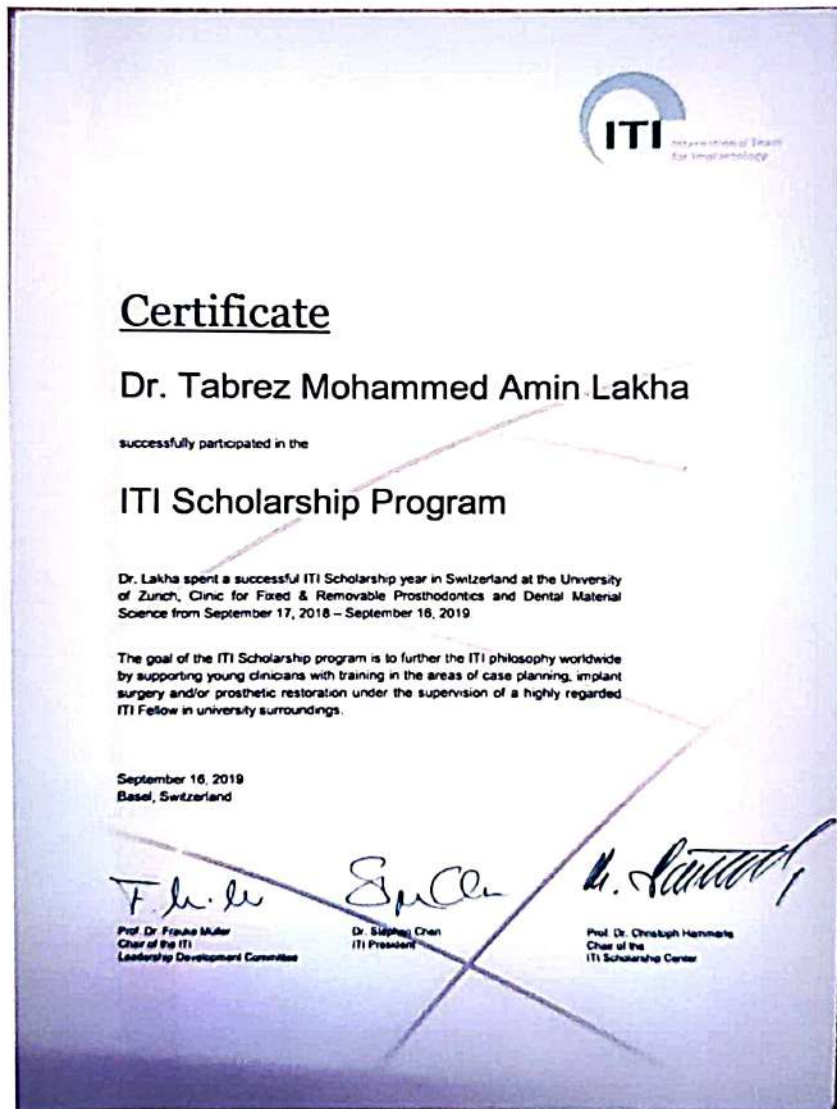 ITI
International Team
for Implantology
Certificate
Dr. Tabrez Mohammed Amin Lakha
successfully participated in the
ITI Scholarship Program
Dr. Lakha spent a successful ITI Scholarship year in Switzerland at the University
of Zurich, Clinic for Fixed & Removable Prosthodontics and Dental Material
Science from September 17, 2018 – September 16, 2019
The goal of the ITI Scholarship program is to further the ITI philosophy worldwide
by supporting young clinicians with training in the areas of case planning, implant
surgery and/or prosthetic restoration under the supervision of a highly regarded
ITI Fellow in university surroundings.
September 16, 2019
Basel, Switzerland
Prof. Dr. Frauke Müller
Chair of the ITI
Leadership Development Committee
Dr. Stephen Chen
ITI President
Prof. Dr. Christoph Hämmerle
Chair of the
ITI Scholarship Center